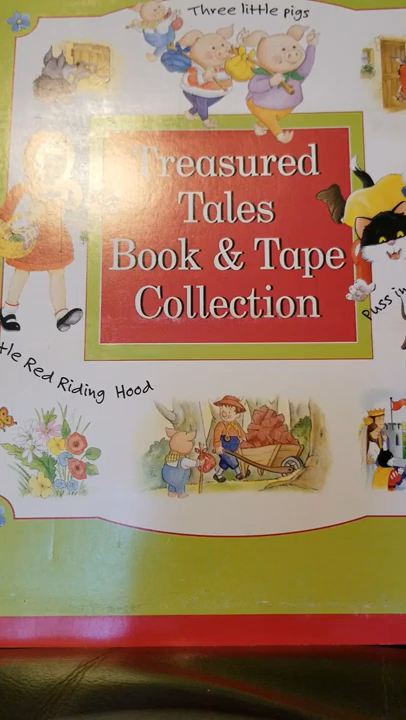 Three little pigs
Treasured
Tales
Book & Tape
Collection
Puss in
tle Red Riding Hood